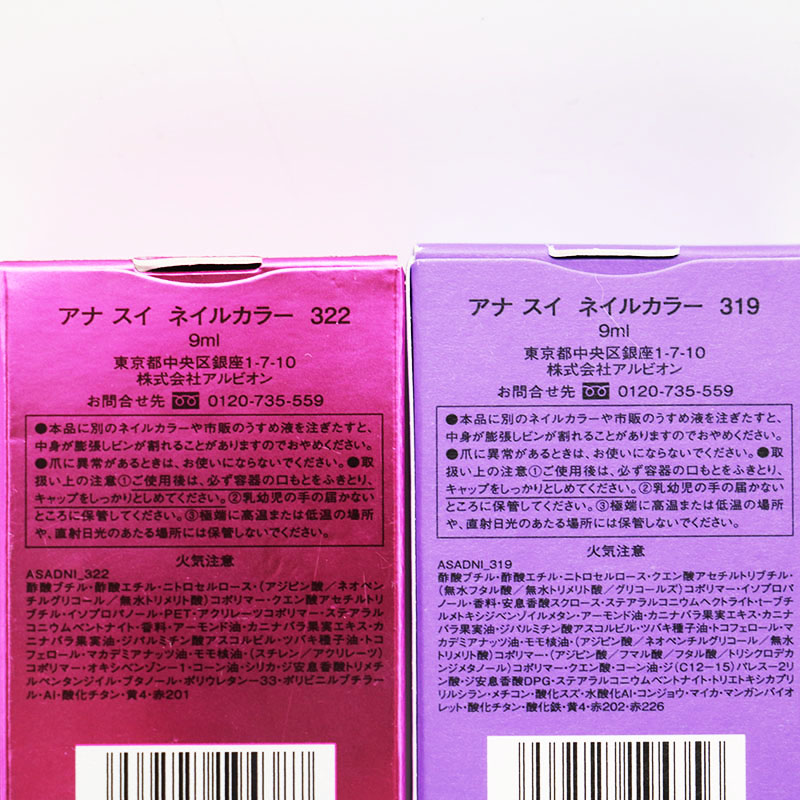 アナ スイ ネイルカラー 322
9ml
東京都中央区銀座1-7-10
株式会社アルビオン
お問合せ先 0120-735-559
●本品に別のネイルカラーや市販のうすめ液を注ぎたすと、
中身が膨張しビンが割れることがありますのでおやめください。
●爪に異常があるときは、お使いにならないでください。●取
扱い上の注意①ご使用後は、必ず容器の口もとをふきとり、
キャップをしっかりとしめてください。②乳幼児の手の届かない
ところに保管してください。③極端に高温または低温の場所
や、直射日光のあたる場所には保管しないでください。
火気注意
ASADNI_322
酢酸ブチル・酢酸エチル・ニトロセルロース・(アジピン酸/ネオペン
チルグリコール/無水トリメリト酸)コポリマー・クエン酸アセチルトリ
ブチル・イソプロパノール・PET・アクリレーツコポリマー・ステアラル
コニウムベントナイト・香料・アーモンド油・カニナバラ果実エキス・カ
ニナバラ果実油・ジパルミチン酸アスコルビル・ツバキ種子油・トコ
フェロール・マカデミアナッツ油・モモ核油・(スチレン/アクリレーツ)
コポリマー・オキシベンゾン-1・コーン油・シリカ・ジ安息香酸トリメチ
ルペンタンジイル・ブタノール・ポリウレタン-33・ポリビニルブチラー
ル・Al・酸化チタン・黄4・赤201
アナ スイ ネイルカラー 319
9ml
東京都中央区銀座1-7-10
株式会社アルビオン
お問合せ先 0120-735-559
●本品に別のネイルカラーや市販のうすめ液を注ぎたすと、
中身が膨張しビンが割れることがありますのでおやめください。
●爪に異常があるときは、お使いにならないでください。●取
扱い上の注意①ご使用後は、必ず容器の口もとをふきとり、
キャップをしっかりとしめてください。②乳幼児の手の届かない
ところに保管してください。③極端に高温または低温の場所
や、直射日光のあたる場所には保管しないでください。
火気注意
ASADNI_319
酢酸ブチル・酢酸エチル・ニトロセルロース・クエン酸アセチルトリブチル・
(無水フタル酸/無水トリメリト酸/グリコールズ)コポリマー・イソプロパ
ノール・香料・安息香酸スクロース・ステアラルコニウムヘクトライト・t-ブチ
ルメトキシジベンゾイルメタン・アーモンド油・カニナバラ果実エキス・カニ
ナバラ果実油・ジパルミチン酸アスコルビル・ツバキ種子油・トコフェロール・マ
カデミアナッツ油・モモ核油・(アジピン酸/ネオペンチルグリコール/無水
トリメリト酸)コポリマー・(アジピン酸/フマル酸/フタル酸/トリシクロデカ
ンジメタノール)コポリマー・クエン酸・コーン油・ジ(C12-15)パレス-2リ
ン酸・ジ安息香酸DPG・ステアラルコニウムベントナイト・トリエトキシカプリ
リルシラン・メチコン・酸化スズ・水酸化Al・コンジョウ・マイカ・マンガンバイオ
レット・酸化チタン・酸化鉄・黄4・赤202・赤226